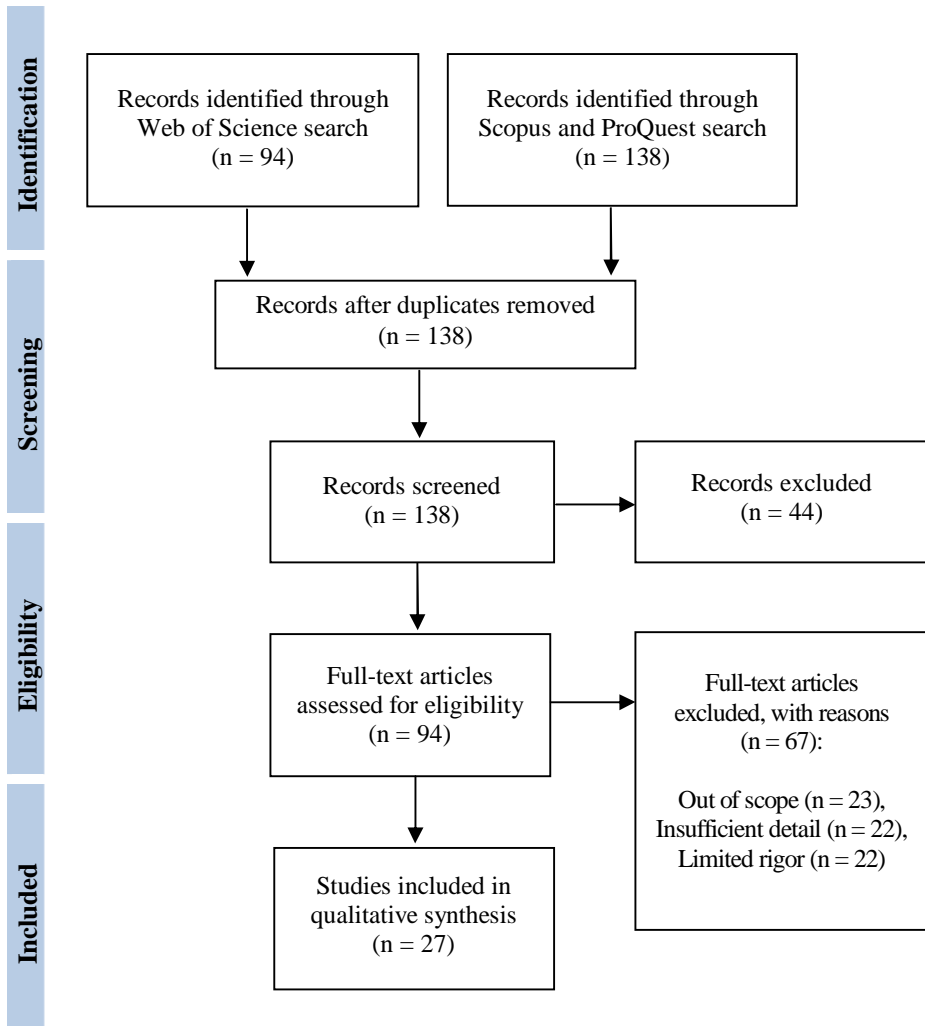 Identification
Records identified through
Web of Science search
(n = 94)
Records identified through
Scopus and ProQuest search
(n = 138)
Screening
Records after duplicates removed
(n = 138)
Records screened
(n = 138)
Records excluded
(n = 44)
Eligibility
Full-text articles
assessed for eligibility
(n = 94)
Full-text articles
excluded, with reasons
(n = 67):
Out of scope (n = 23),
Insufficient detail (n = 22),
Limited rigor (n = 22)
Included
Studies included in
qualitative synthesis
(n = 27)